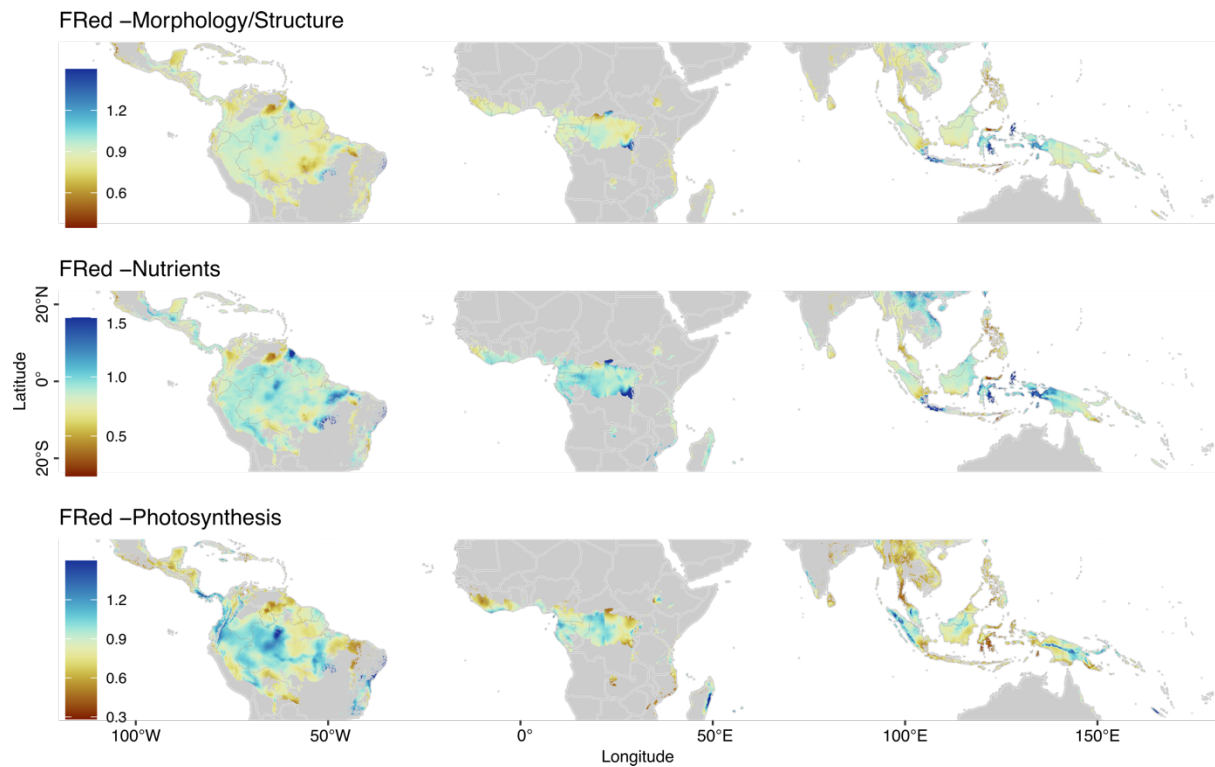 FRed –Morphology/Structure
1.2
0.9
0.6
FRed –Nutrients
1.5
1.0
0.5
20°N
0°
20°S
Latitude
FRed –Photosynthesis
1.2
0.9
0.6
0.3
100°W 50°W 0° 50°E 100°E 150°E
Longitude